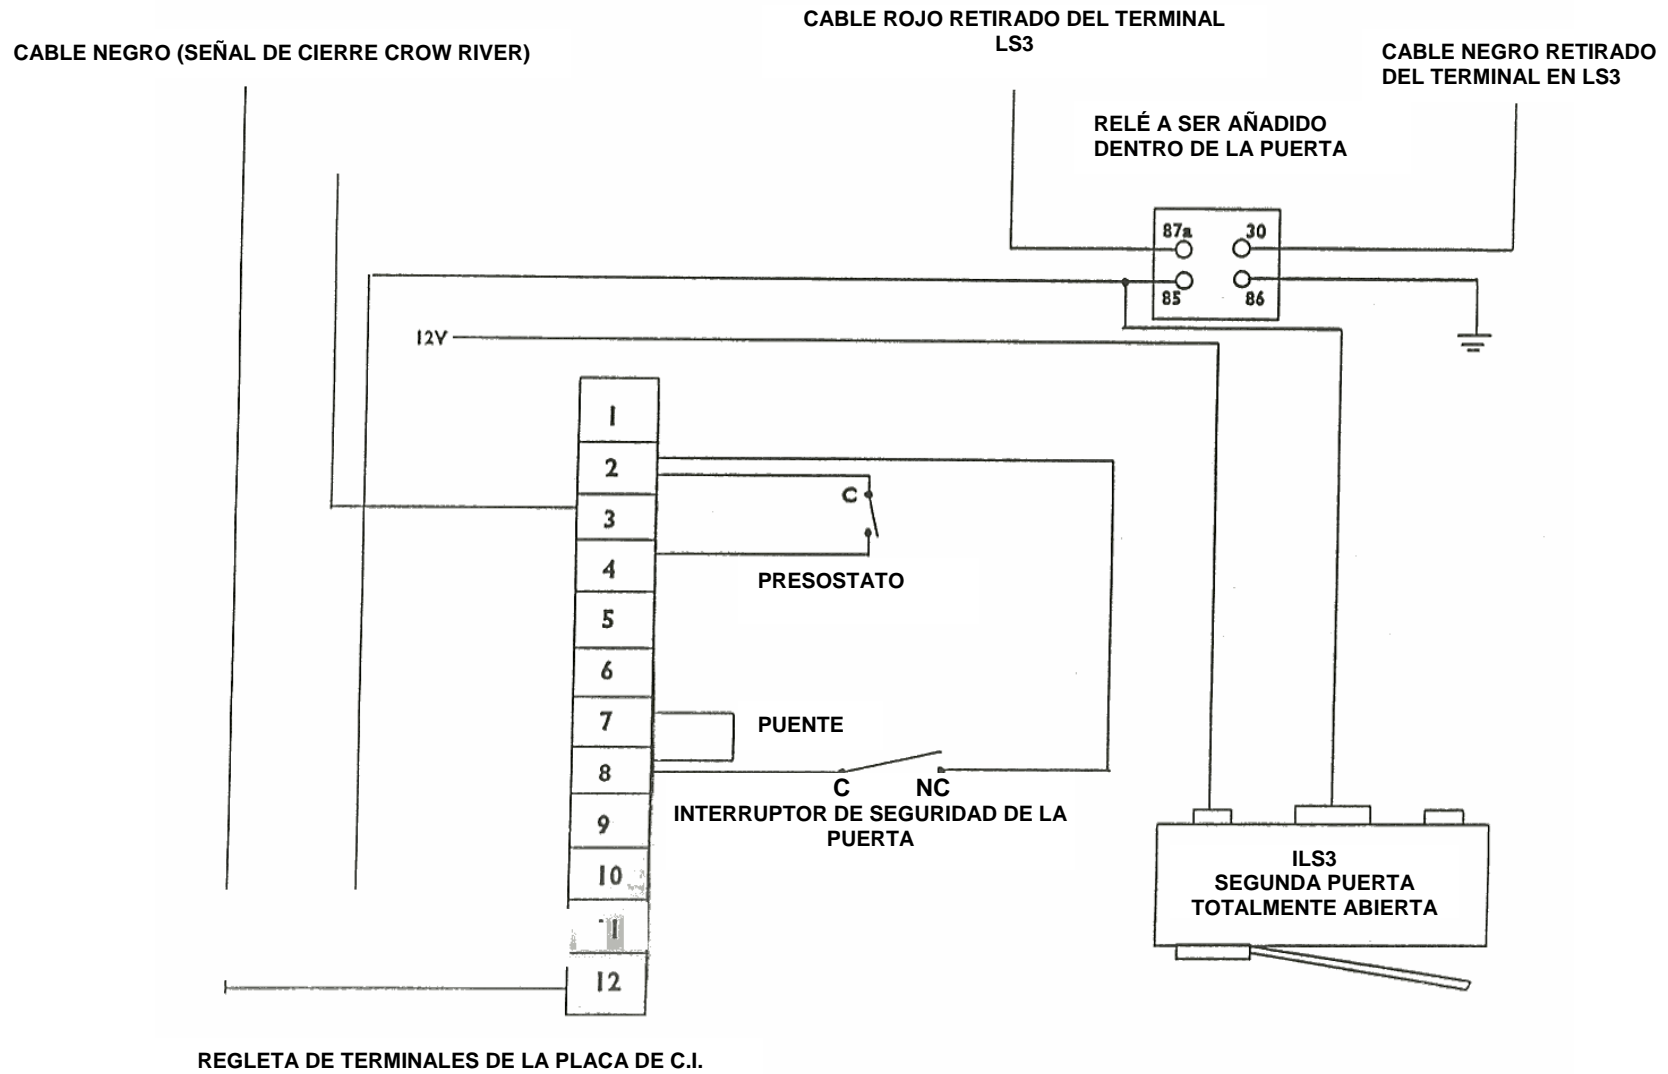 CABLE ROJO RETIRADO DEL TERMINAL
LS3
CABLE NEGRO (SEÑAL DE CIERRE CROW RIVER)
CABLE NEGRO RETIRADO
DEL TERMINAL EN LS3
RELÉ A SER AÑADIDO
DENTRO DE LA PUERTA
87a 30
85 86
12V
1
2
C
3
4
PRESOSTATO
5
6
7
PUENTE
8
C NC
INTERRUPTOR DE SEGURIDAD DE LA
PUERTA
9
10
12
ILS3
SEGUNDA PUERTA
TOTALMENTE ABIERTA
REGLETA DE TERMINALES DE LA PLACA DE C.I.